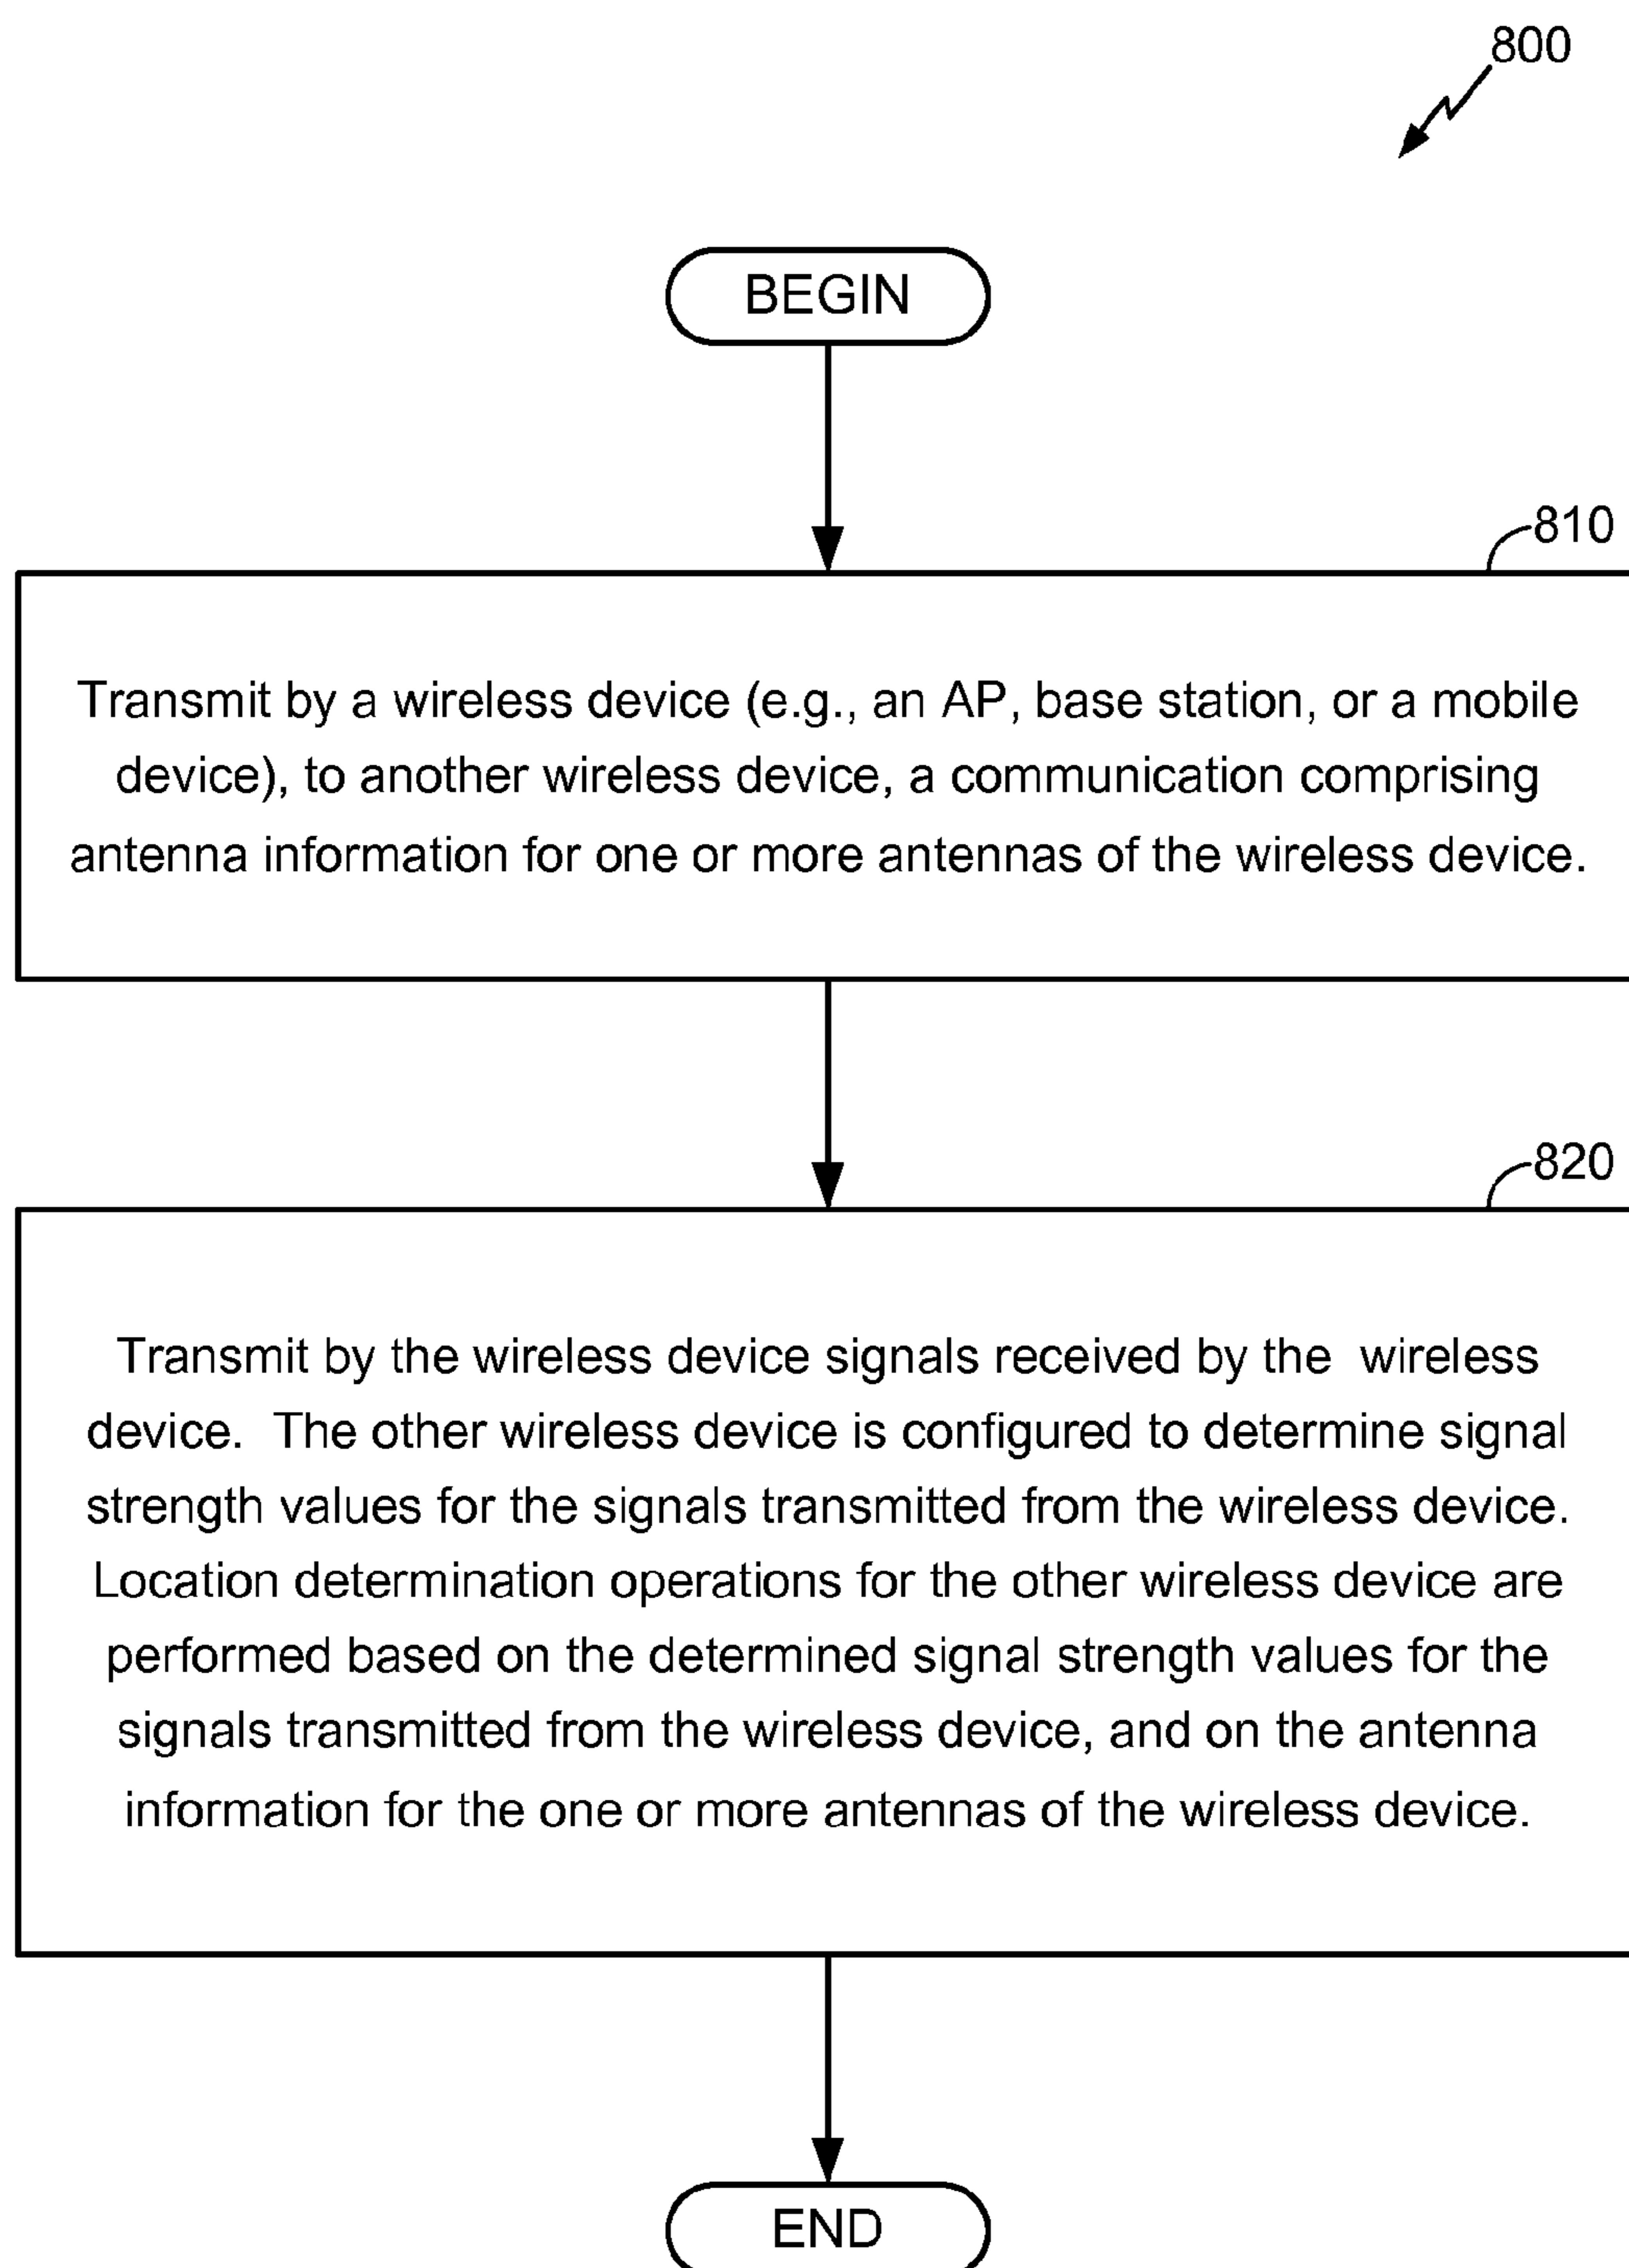 800
BEGIN
810
Transmit by a wireless device (e.g., an AP, base station, or a mobile
device), to another wireless device, a communication comprising
antenna information for one or more antennas of the wireless device.
820
Transmit by the wireless device signals received by the  wireless
device.  The other wireless device is configured to determine signal
strength values for the signals transmitted from the wireless device.
Location determination operations for the other wireless device are
performed based on the determined signal strength values for the
signals transmitted from the wireless device, and on the antenna
information for the one or more antennas of the wireless device.
END